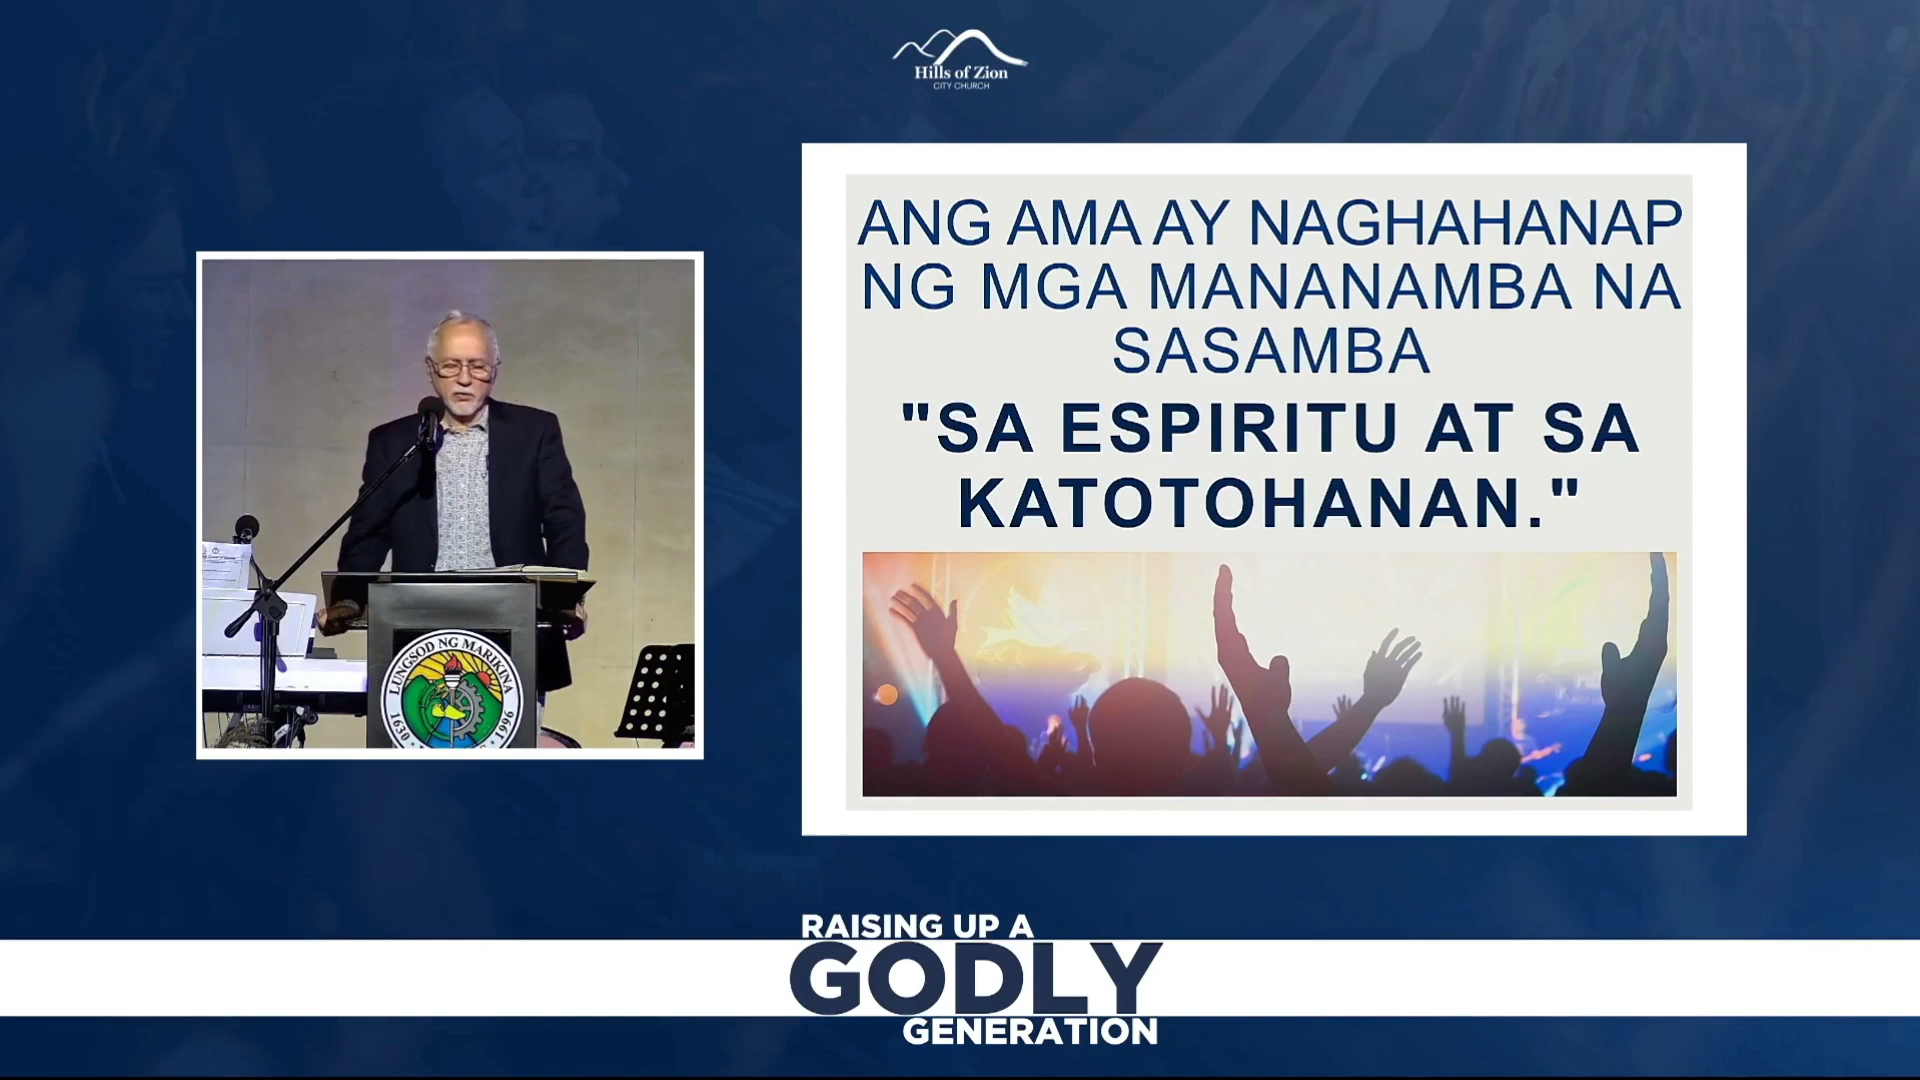 Hills of Zion
CITY CHURCH
ANG AMA AY NAGHAHANAP
NG MGA MANANAMBA NA
SASAMBA
"SA ESPIRITU AT SA
KATOTOHANAN."
LUNGSOD NG MARIKINA
1630
1996
RAISING UP A
GODLY
GENERATION